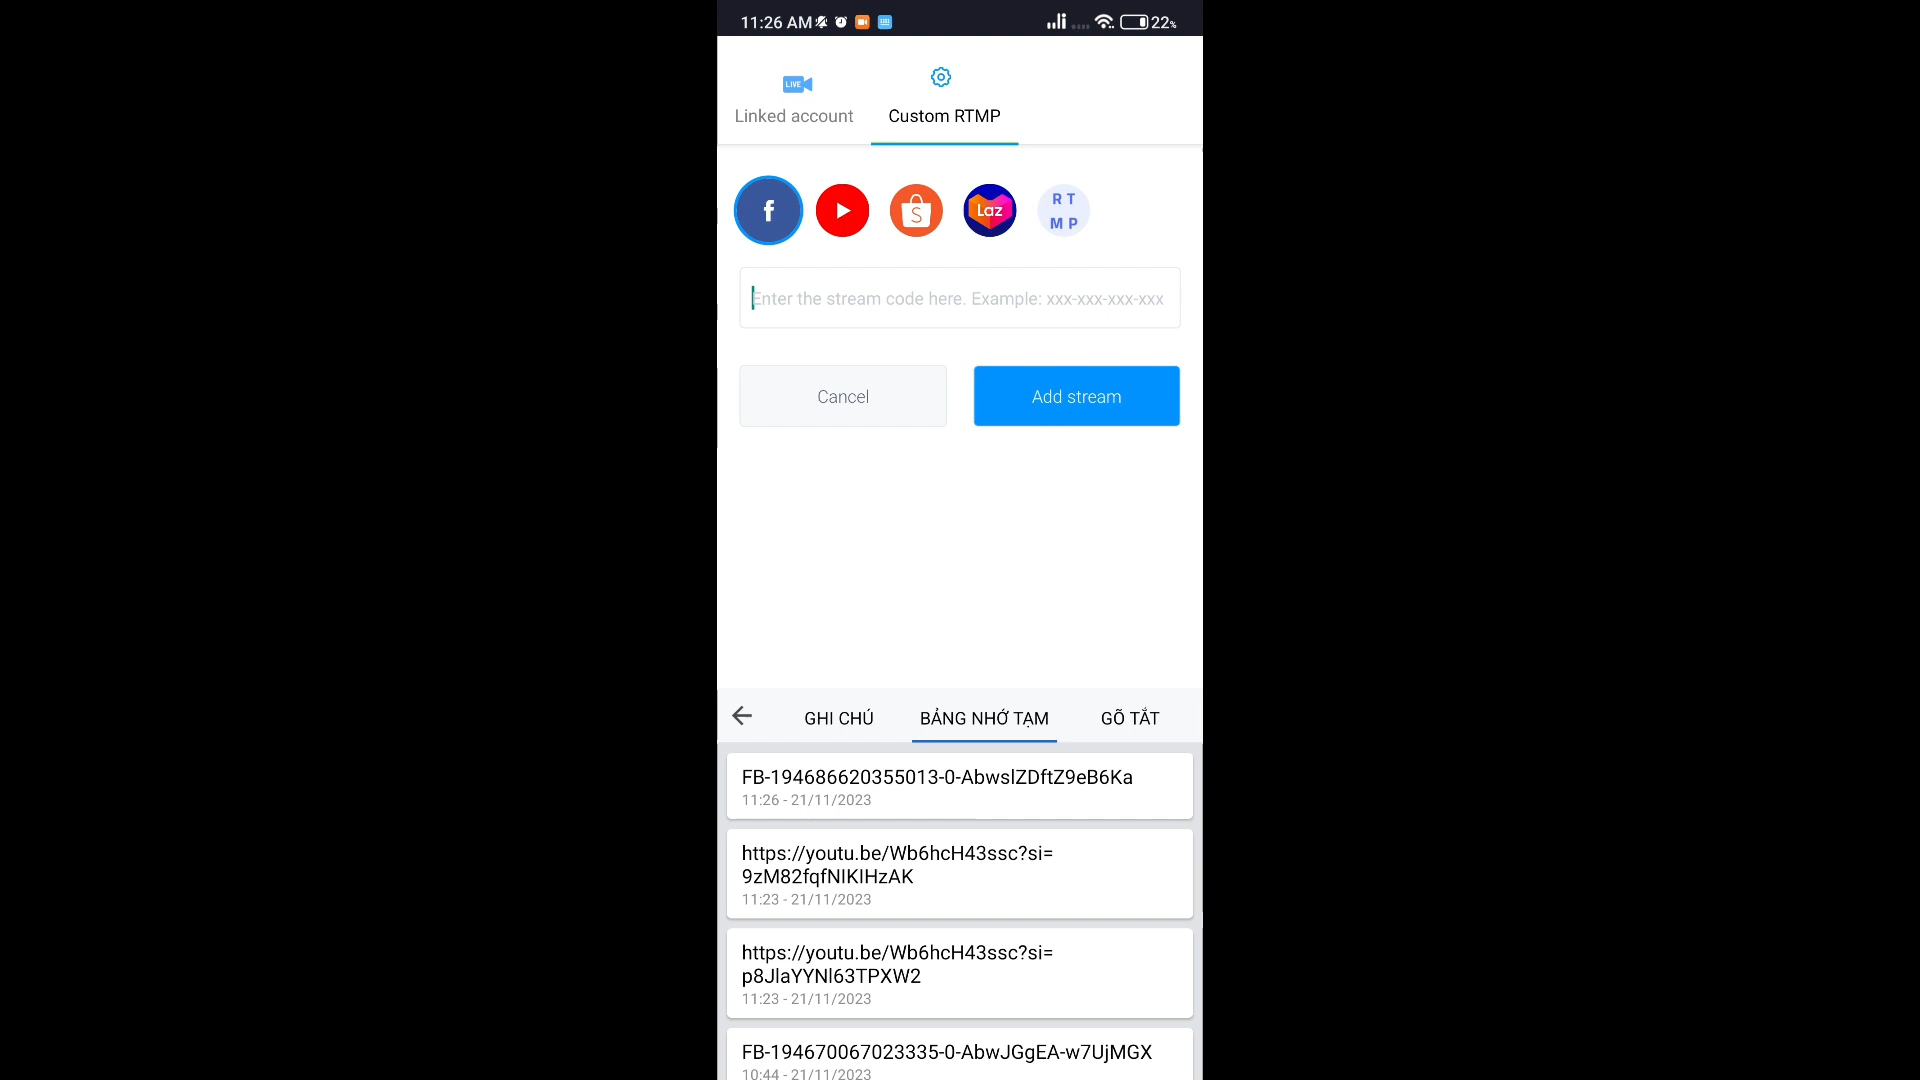 11:26 AM 22%
LIVE
Linked account Custom RTMP
f S Laz R T
M P
Enter the stream code here. Example: xxx-xxx-xxx-xxx
Cancel Add stream
GHI CHÚ BẢNG NHỚ TẠM GÕ TẮT
FB-194686620355013-0-AbwslZDftZ9eB6Ka
11:26 - 21/11/2023
https://youtu.be/Wb6hcH43ssc?si=
9zM82fqfNIKIHzAK
11:23 - 21/11/2023
https://youtu.be/Wb6hcH43ssc?si=
p8JlaYYNl63TPXW2
11:23 - 21/11/2023
FB-194670067023335-0-AbwJGgEA-w7UjMGX
10:44 - 21/11/2023